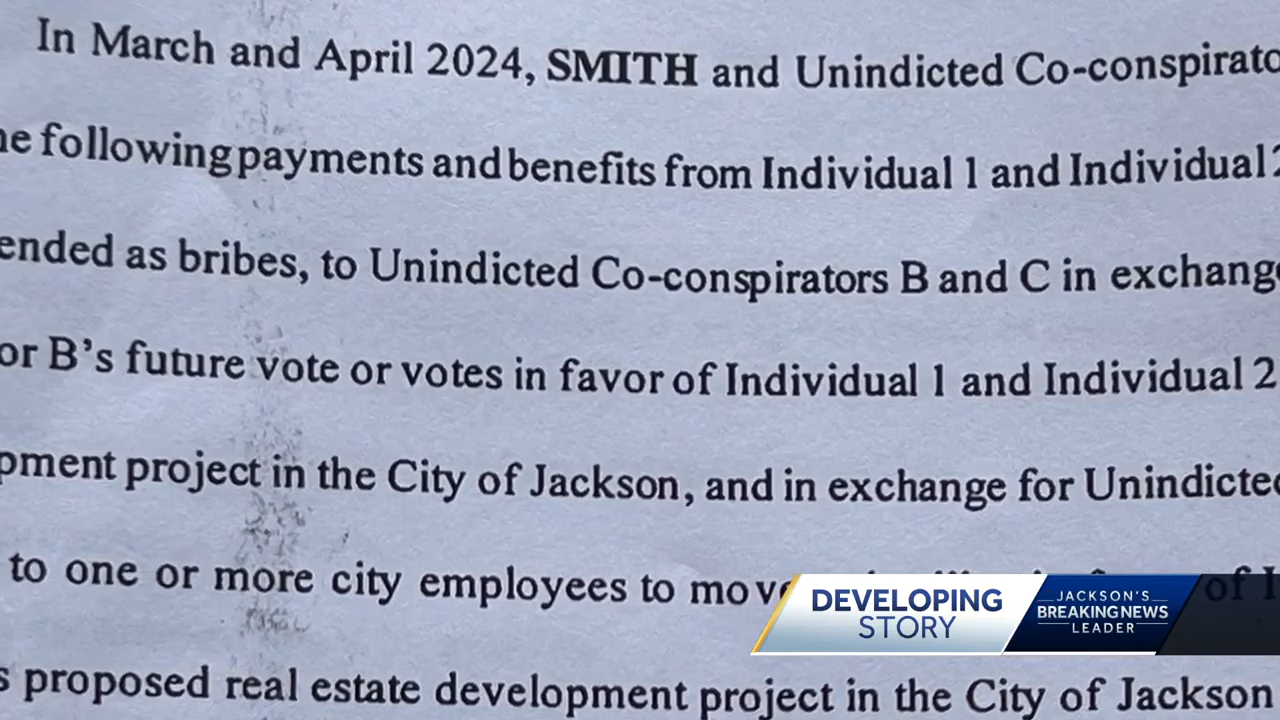 In March and April 2024, SMITH and Unindicted Co-conspirato
he following payments and benefits from Individual 1 and Individual 2
ended as bribes, to Unindicted Co-conspirators B and C in exchange
or B's future vote or votes in favor of Individual 1 and Individual 2
pment project in the City of Jackson, and in exchange for Unindicted
to one or more city employees to move of I
s proposed real estate development project in the City of Jackson
DEVELOPING
STORY
JACKSON'S
BREAKING NEWS
LEADER